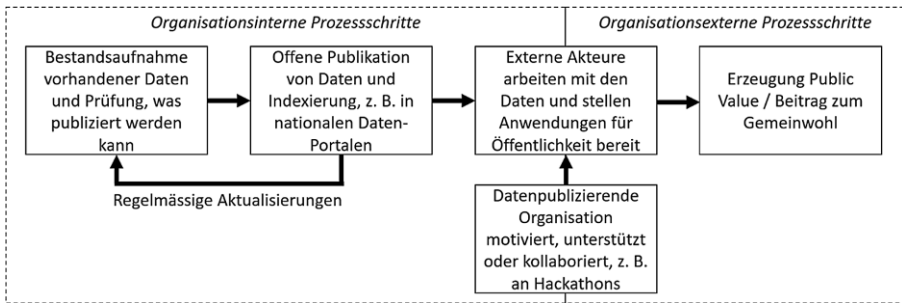 Organisationsinterne Prozessschritte
Organisationsexterne Prozessschritte
Bestandsaufnahme
vorhandener Daten
und Prüfung, was
publiziert werden
kann
Offene Publikation
von Daten und
Indexierung, z. B. in
nationalen Daten-
Portalen
Externe Akteure
arbeiten mit den
Daten und stellen
Anwendungen für
Öffentlichkeit bereit
Erzeugung Public
Value / Beitrag zum
Gemeinwohl
Regelmässige Aktualisierungen
Datenpublizierende
Organisation
motiviert, unterstützt
oder kollaboriert, z. B.
an Hackathons